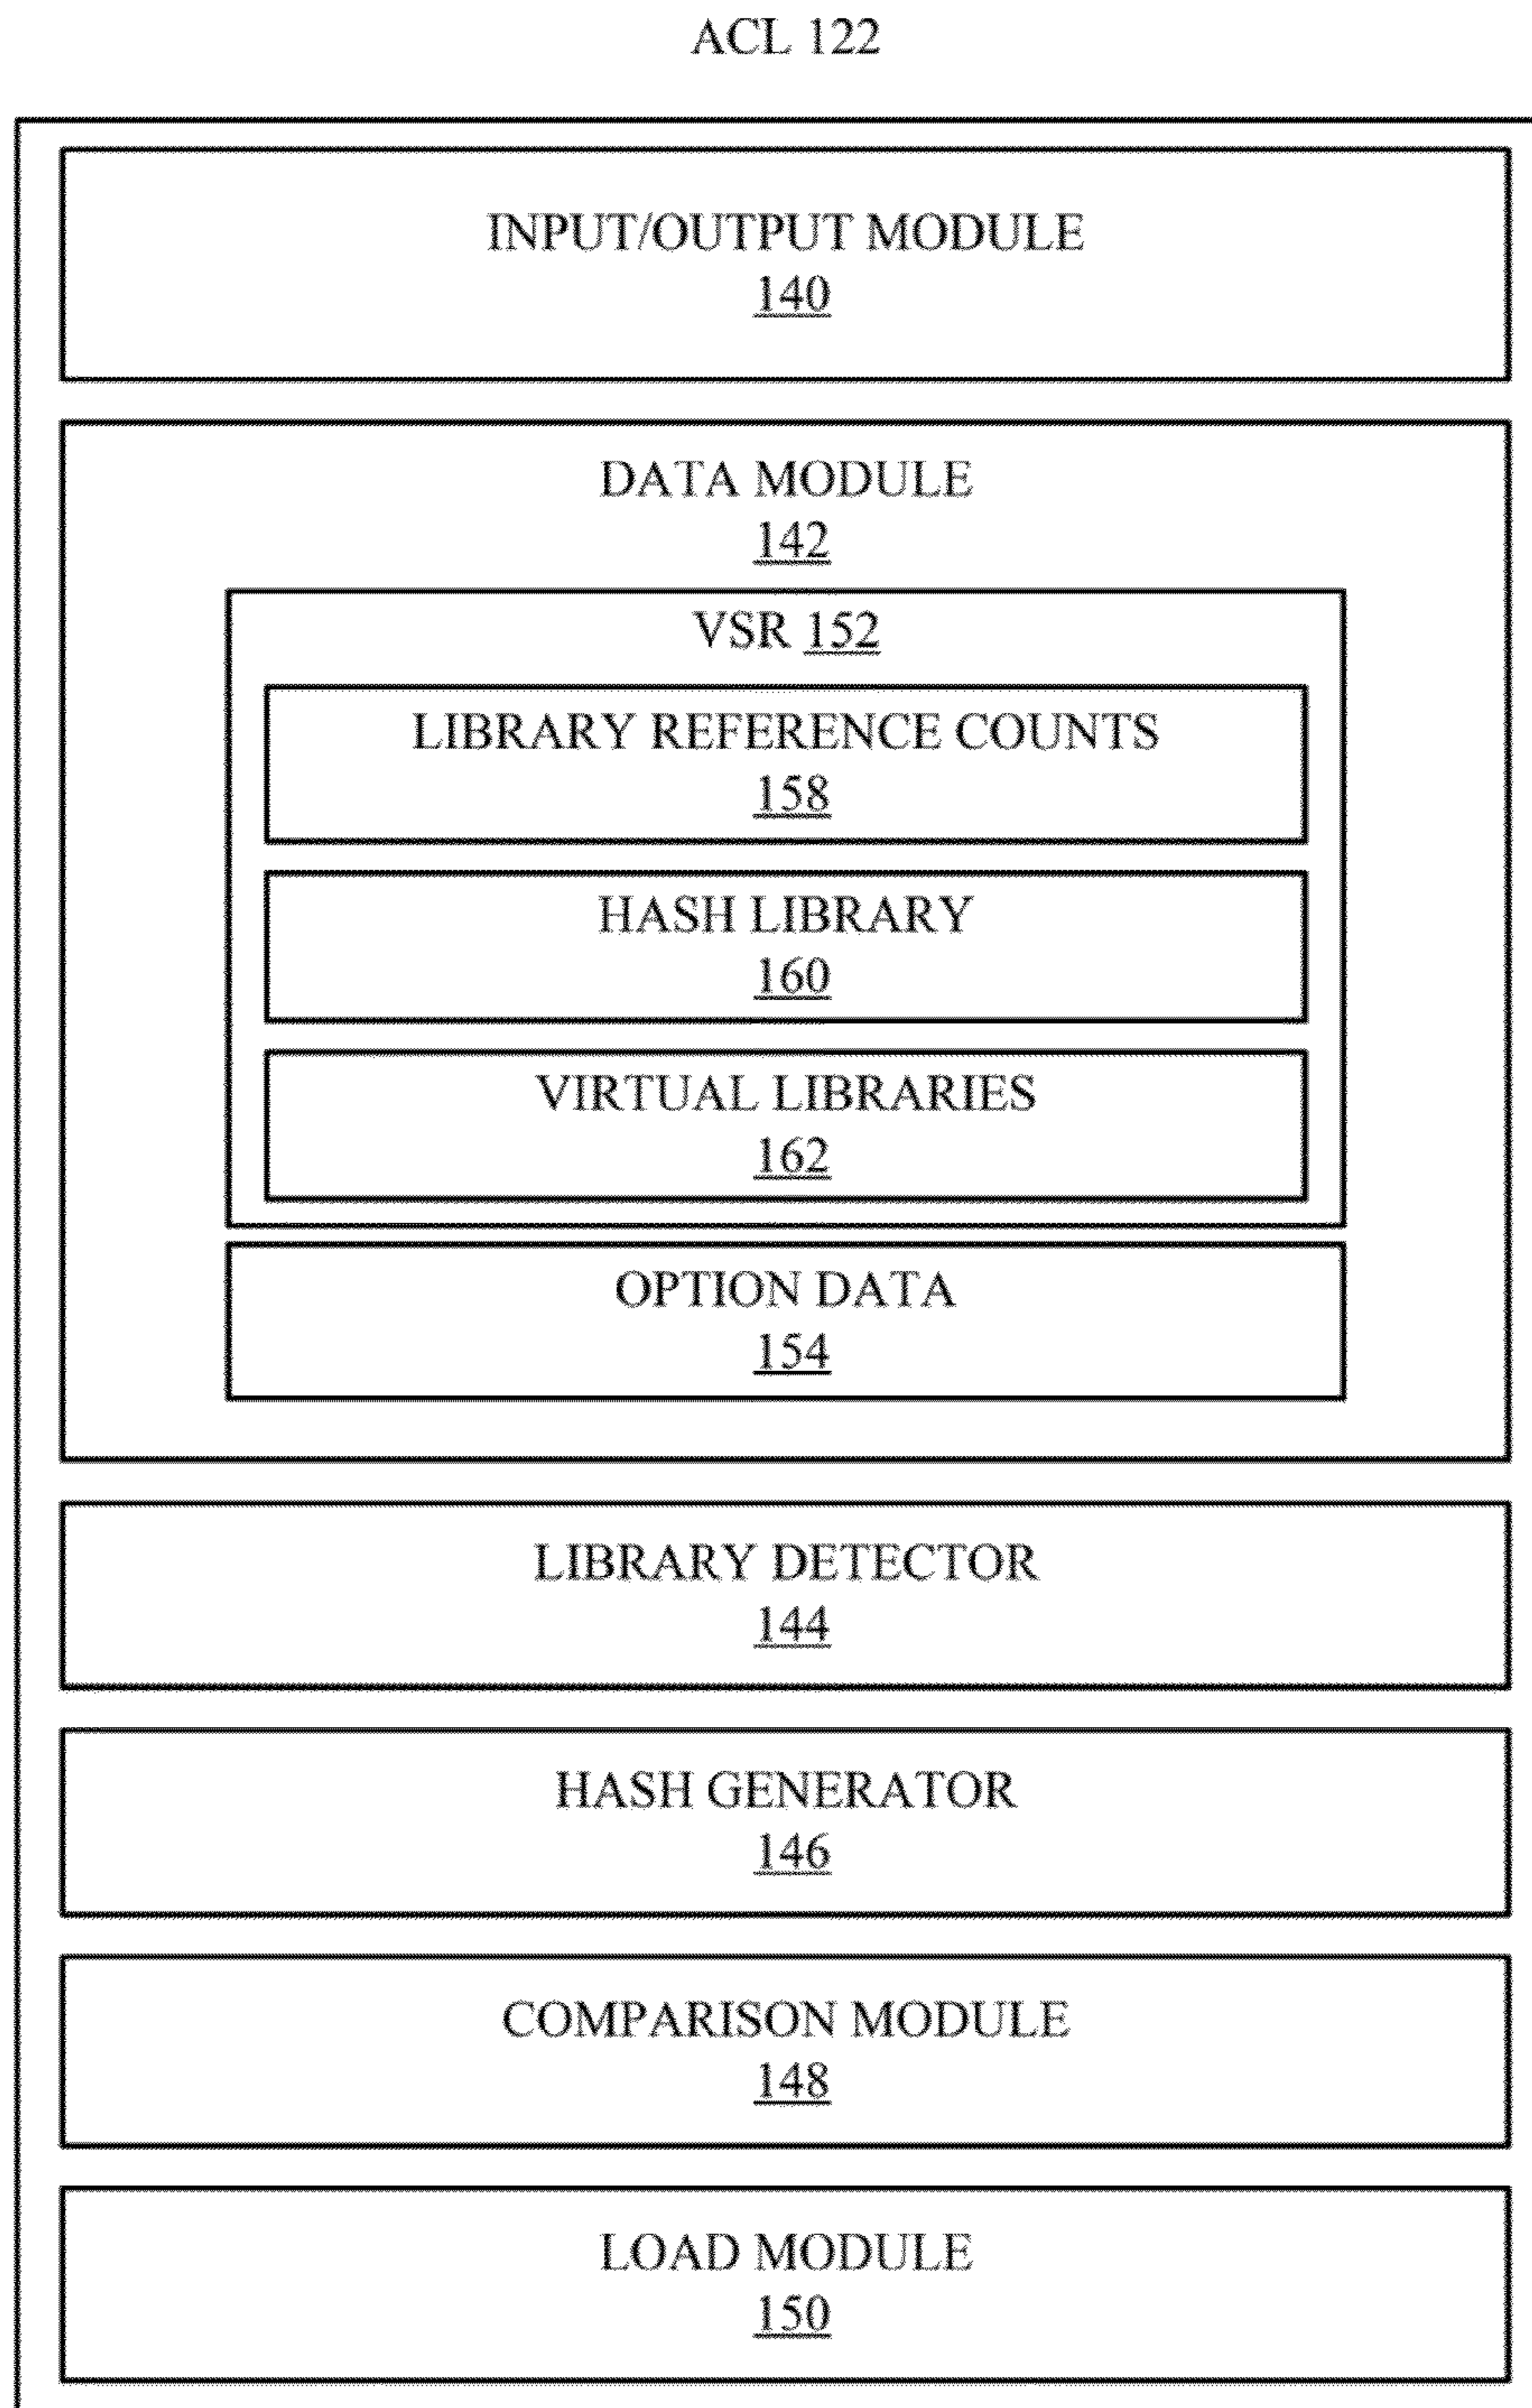 ACL 122
INPUT/OUTPUT MODULE
140
DATA MODULE
142
VSR 152
LIBRARY REFERENCE COUNTS
158
HASH LIBRARY
160
VIRTUAL LIBRARIES
162
OPTION DATA
154
LIBRARY DETECTOR
144
HASH GENERATOR
146
COMPARISON MODULE
148
LOAD MODULE
150